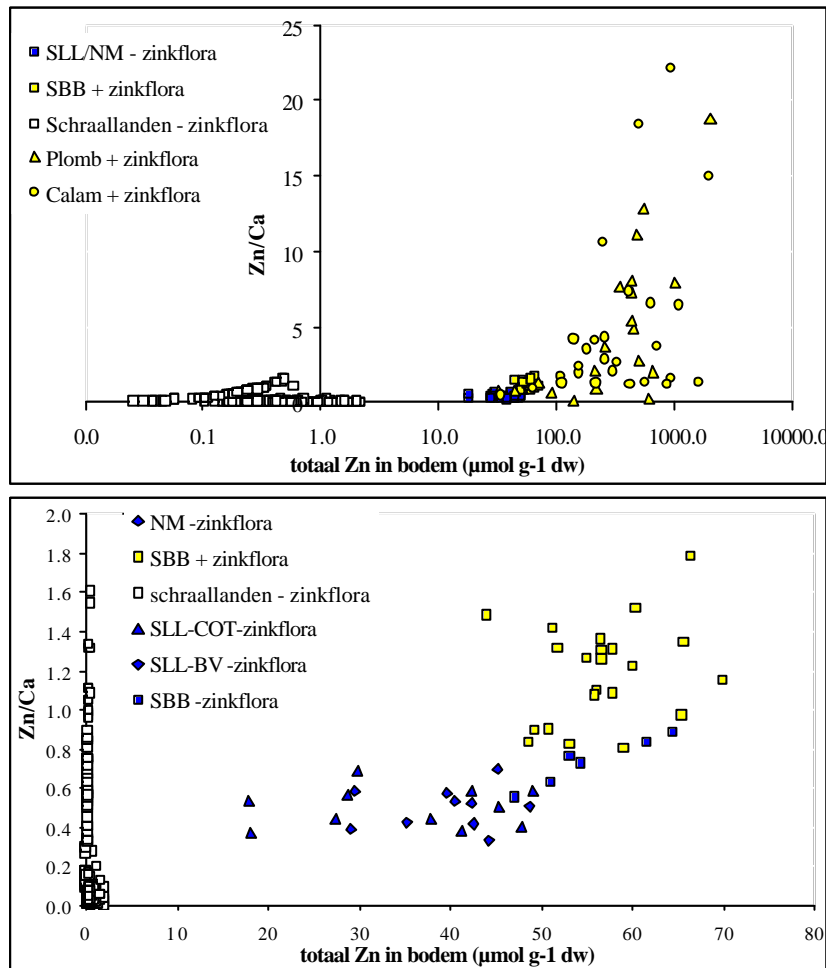 25
20
15
10
5
0
Zn/Ca
SLL/NM - zinkflora
SBB + zinkflora
Schraallanden - zinkflora
Plomb + zinkflora
Calam + zinkflora
0.0 0.1 1.0 10.0 100.0 1000.0 10000.0
totaal Zn in bodem (µmol g-1 dw)
2.0
1.8
1.6
1.4
1.2
1.0
0.8
0.6
0.4
0.2
0.0
Zn/Ca
NM -zinkflora
SBB + zinkflora
schraallanden - zinkflora
SLL-COT-zinkflora
SLL-BV -zinkflora
SBB -zinkflora
0 10 20 30 40 50 60 70 80
totaal Zn in bodem (µmol g-1 dw)